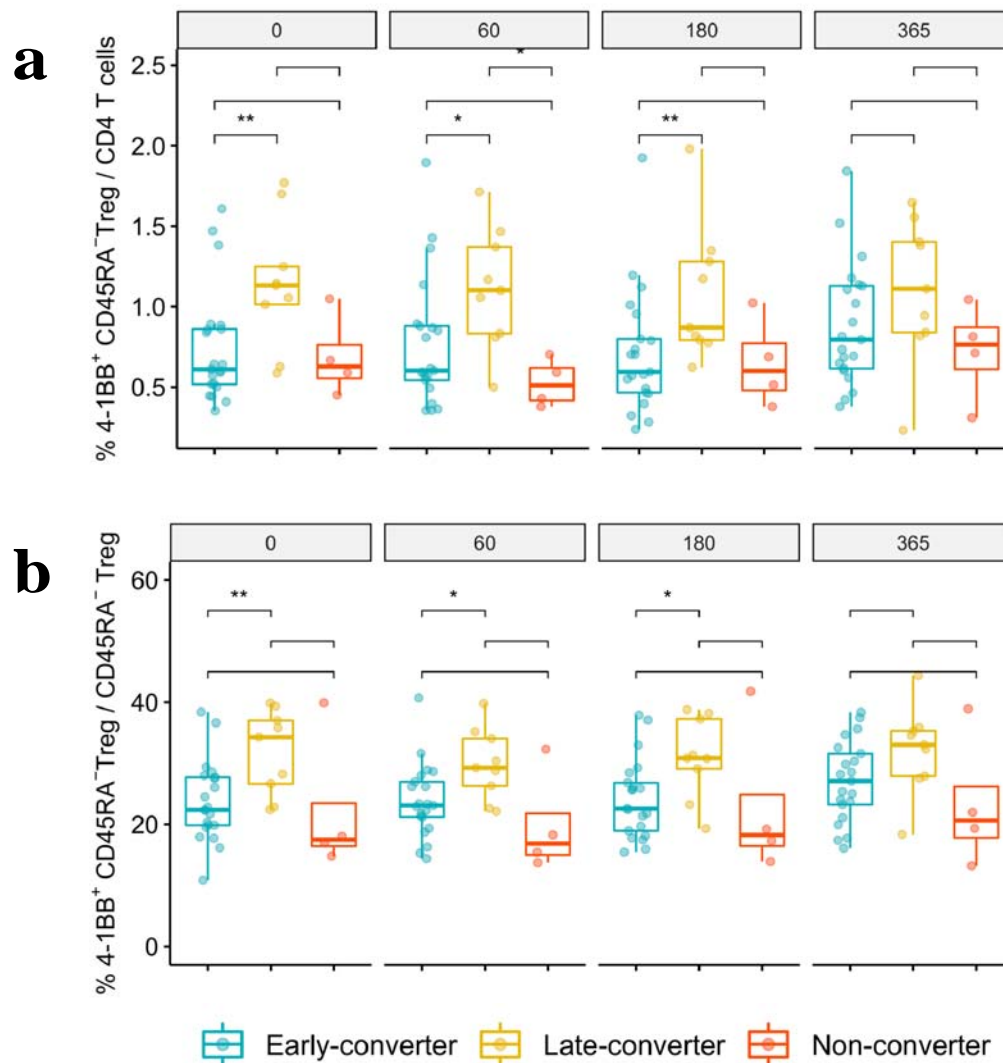 a
0 60 180 365
% 4-1BB⁺ CD45RA⁻Treg / CD4 T cells
2.5
2.0
1.5
1.0
0.5
*
** * **
b
0 60 180 365
% 4-1BB⁺ CD45RA⁻Treg / CD45RA⁻ Treg
60
40
20
0
** * *
Early-converter Late-converter Non-converter